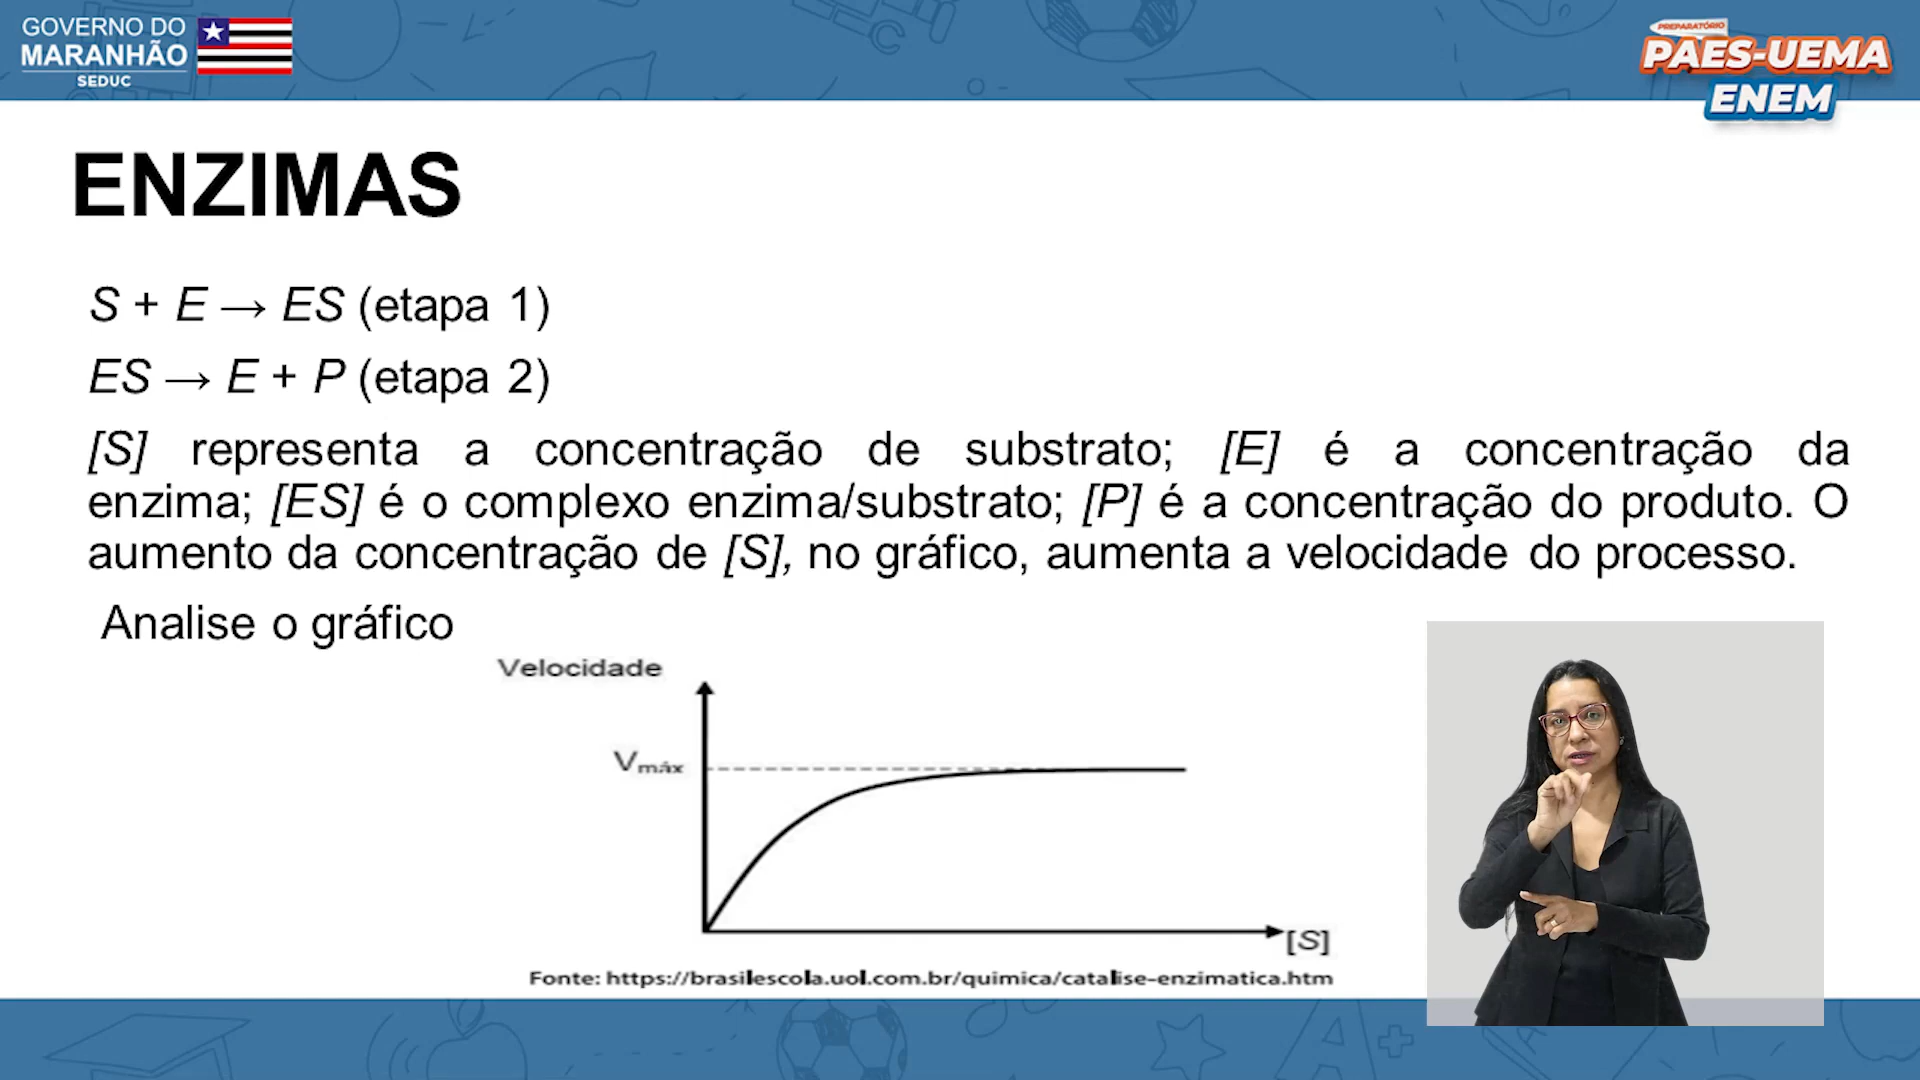 GOVERNO DO
MARANHÃO
SEDUC
PREPARATÓRIO
PAES-UEMA
ENEM
ENZIMAS
S + E → ES (etapa 1)
ES → E + P (etapa 2)
[S] representa a concentração de substrato; [E] é a concentração da
enzima; [ES] é o complexo enzima/substrato; [P] é a concentração do produto. O
aumento da concentração de [S], no gráfico, aumenta a velocidade do processo.
Analise o gráfico
Velocidade
Vmáx
[S]
Fonte: https://brasilescola.uol.com.br/quimica/catalise-enzimatica.htm